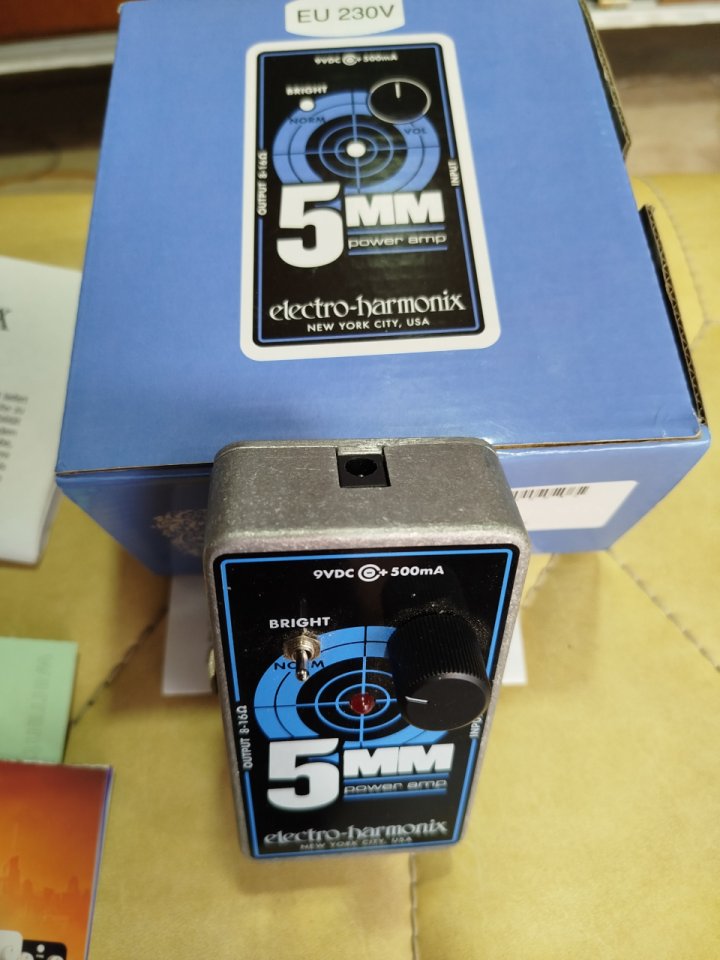 EU 230V
9VDC + 500mA
BRIGHT
NORM
VOL
OUTPUT 8-16Ω
INPUT
5MM
power amp
electro-harmonix
NEW YORK CITY, USA
X
9VDC + 500mA
BRIGHT
NORM
OUTPUT 8-16Ω
INPU
5MM
power amp
electro-harmonix
NEW YORK CITY, USA